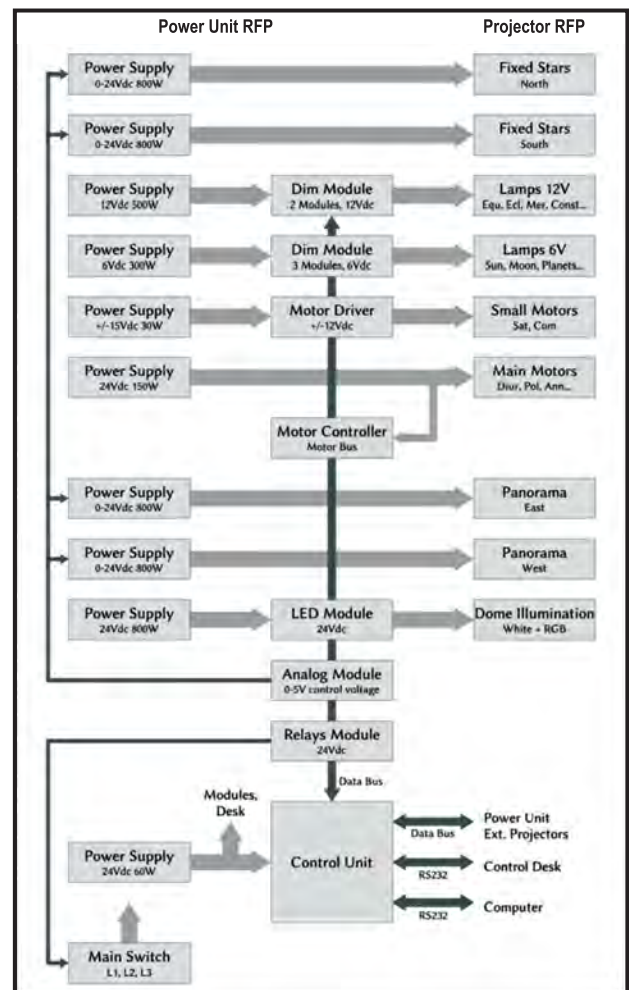 Power Unit RFP
Projector RFP
Power Supply
0-24Vdc 800W
Fixed Stars
North
Power Supply
0-24Vdc 800W
Fixed Stars
South
Power Supply
12Vdc 500W
Dim Module
2 Modules, 12Vdc
Lamps 12V
Equ. Ecl, Mer, Const...
Power Supply
6Vdc 300W
Dim Module
3 Modules, 6Vdc
Lamps 6V
Sun, Moon, Planets...
Power Supply
+/-15Vdc 30W
Motor Driver
+/-12Vdc
Small Motors
Sat, Com
Power Supply
24Vdc 150W
Main Motors
Diur, Pol, Ann...
Motor Controller
Motor Bus
Power Supply
0-24Vdc 800W
Panorama
East
Power Supply
0-24Vdc 800W
Panorama
West
Power Supply
24Vdc 800W
LED Module
24Vdc
Dome Illumination
White + RGB
Analog Module
0-5V control voltage
Relays Module
24Vdc
Data Bus
Modules,
Desk
Power Supply
24Vdc 60W
Control Unit
Data Bus
Power Unit
Ext. Projectors
RS232
Control Desk
RS232
Computer
Main Switch
L1, L2, L3